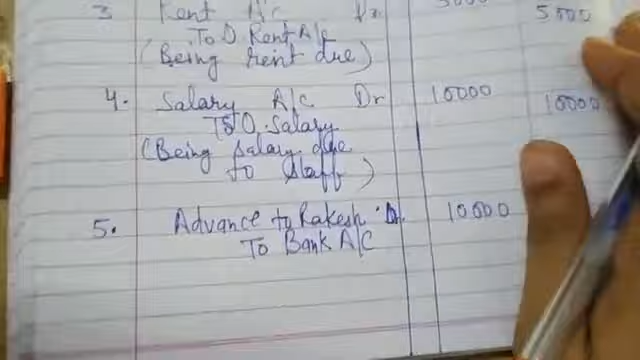 3 Rent A/c Dr. 5000
5000
To O. Rent A/c
(Being rent due)
4. Salary A/C Dr 10000
To O. Salary 10000
(Being salary due
to staff)
5. Advance to Rakesh Dr. 10000
To Bank A/C